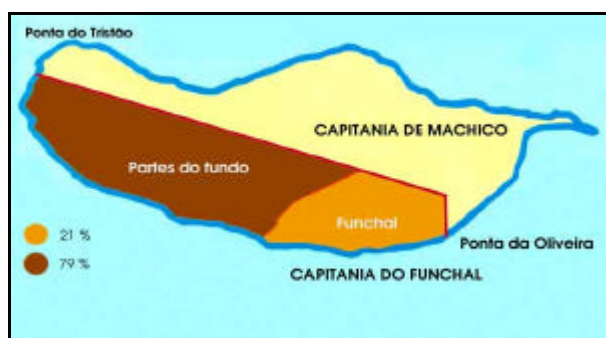 Ponta do Tristão
CAPITANIA DE MACHICO
Partes do fundo
Funchal
21 %
79 %
Ponta da Oliveira
CAPITANIA DO FUNCHAL